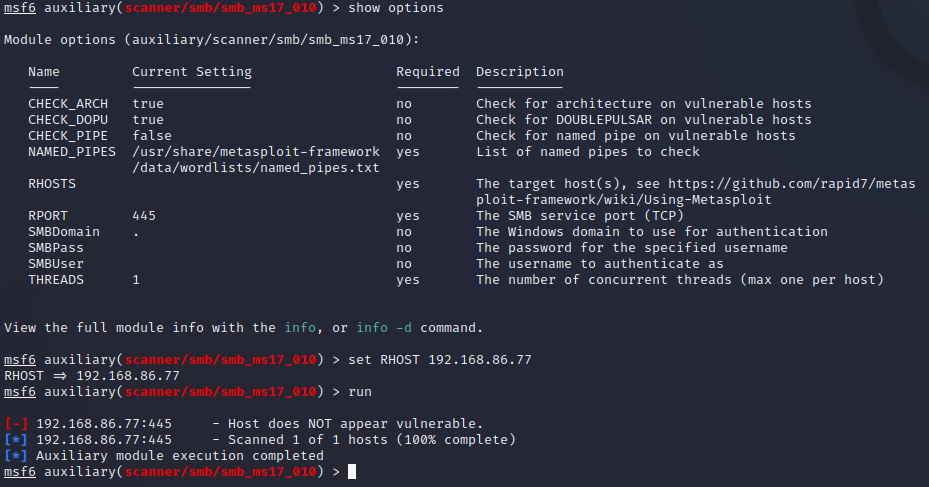 msf6 auxiliary(scanner/smb/smb_ms17_010) > show options
Module options (auxiliary/scanner/smb/smb_ms17_010):
Name Current Setting Required Description
CHECK_ARCH true no Check for architecture on vulnerable hosts
CHECK_DOPU true no Check for DOUBLEPULSAR on vulnerable hosts
CHECK_PIPE false no Check for named pipe on vulnerable hosts
NAMED_PIPES /usr/share/metasploit-framework yes List of named pipes to check
/data/wordlists/named_pipes.txt
RHOSTS yes The target host(s), see https://github.com/rapid7/metas
ploit-framework/wiki/Using-Metasploit
RPORT 445 yes The SMB service port (TCP)
SMBDomain . no The Windows domain to use for authentication
SMBPass no The password for the specified username
SMBUser no The username to authenticate as
THREADS 1 yes The number of concurrent threads (max one per host)
View the full module info with the info, or info -d command.
msf6 auxiliary(scanner/smb/smb_ms17_010) > set RHOST 192.168.86.77
RHOST => 192.168.86.77
msf6 auxiliary(scanner/smb/smb_ms17_010) > run
[-] 192.168.86.77:445 - Host does NOT appear vulnerable.
[*] 192.168.86.77:445 - Scanned 1 of 1 hosts (100% complete)
[*] Auxiliary module execution completed
msf6 auxiliary(scanner/smb/smb_ms17_010) >